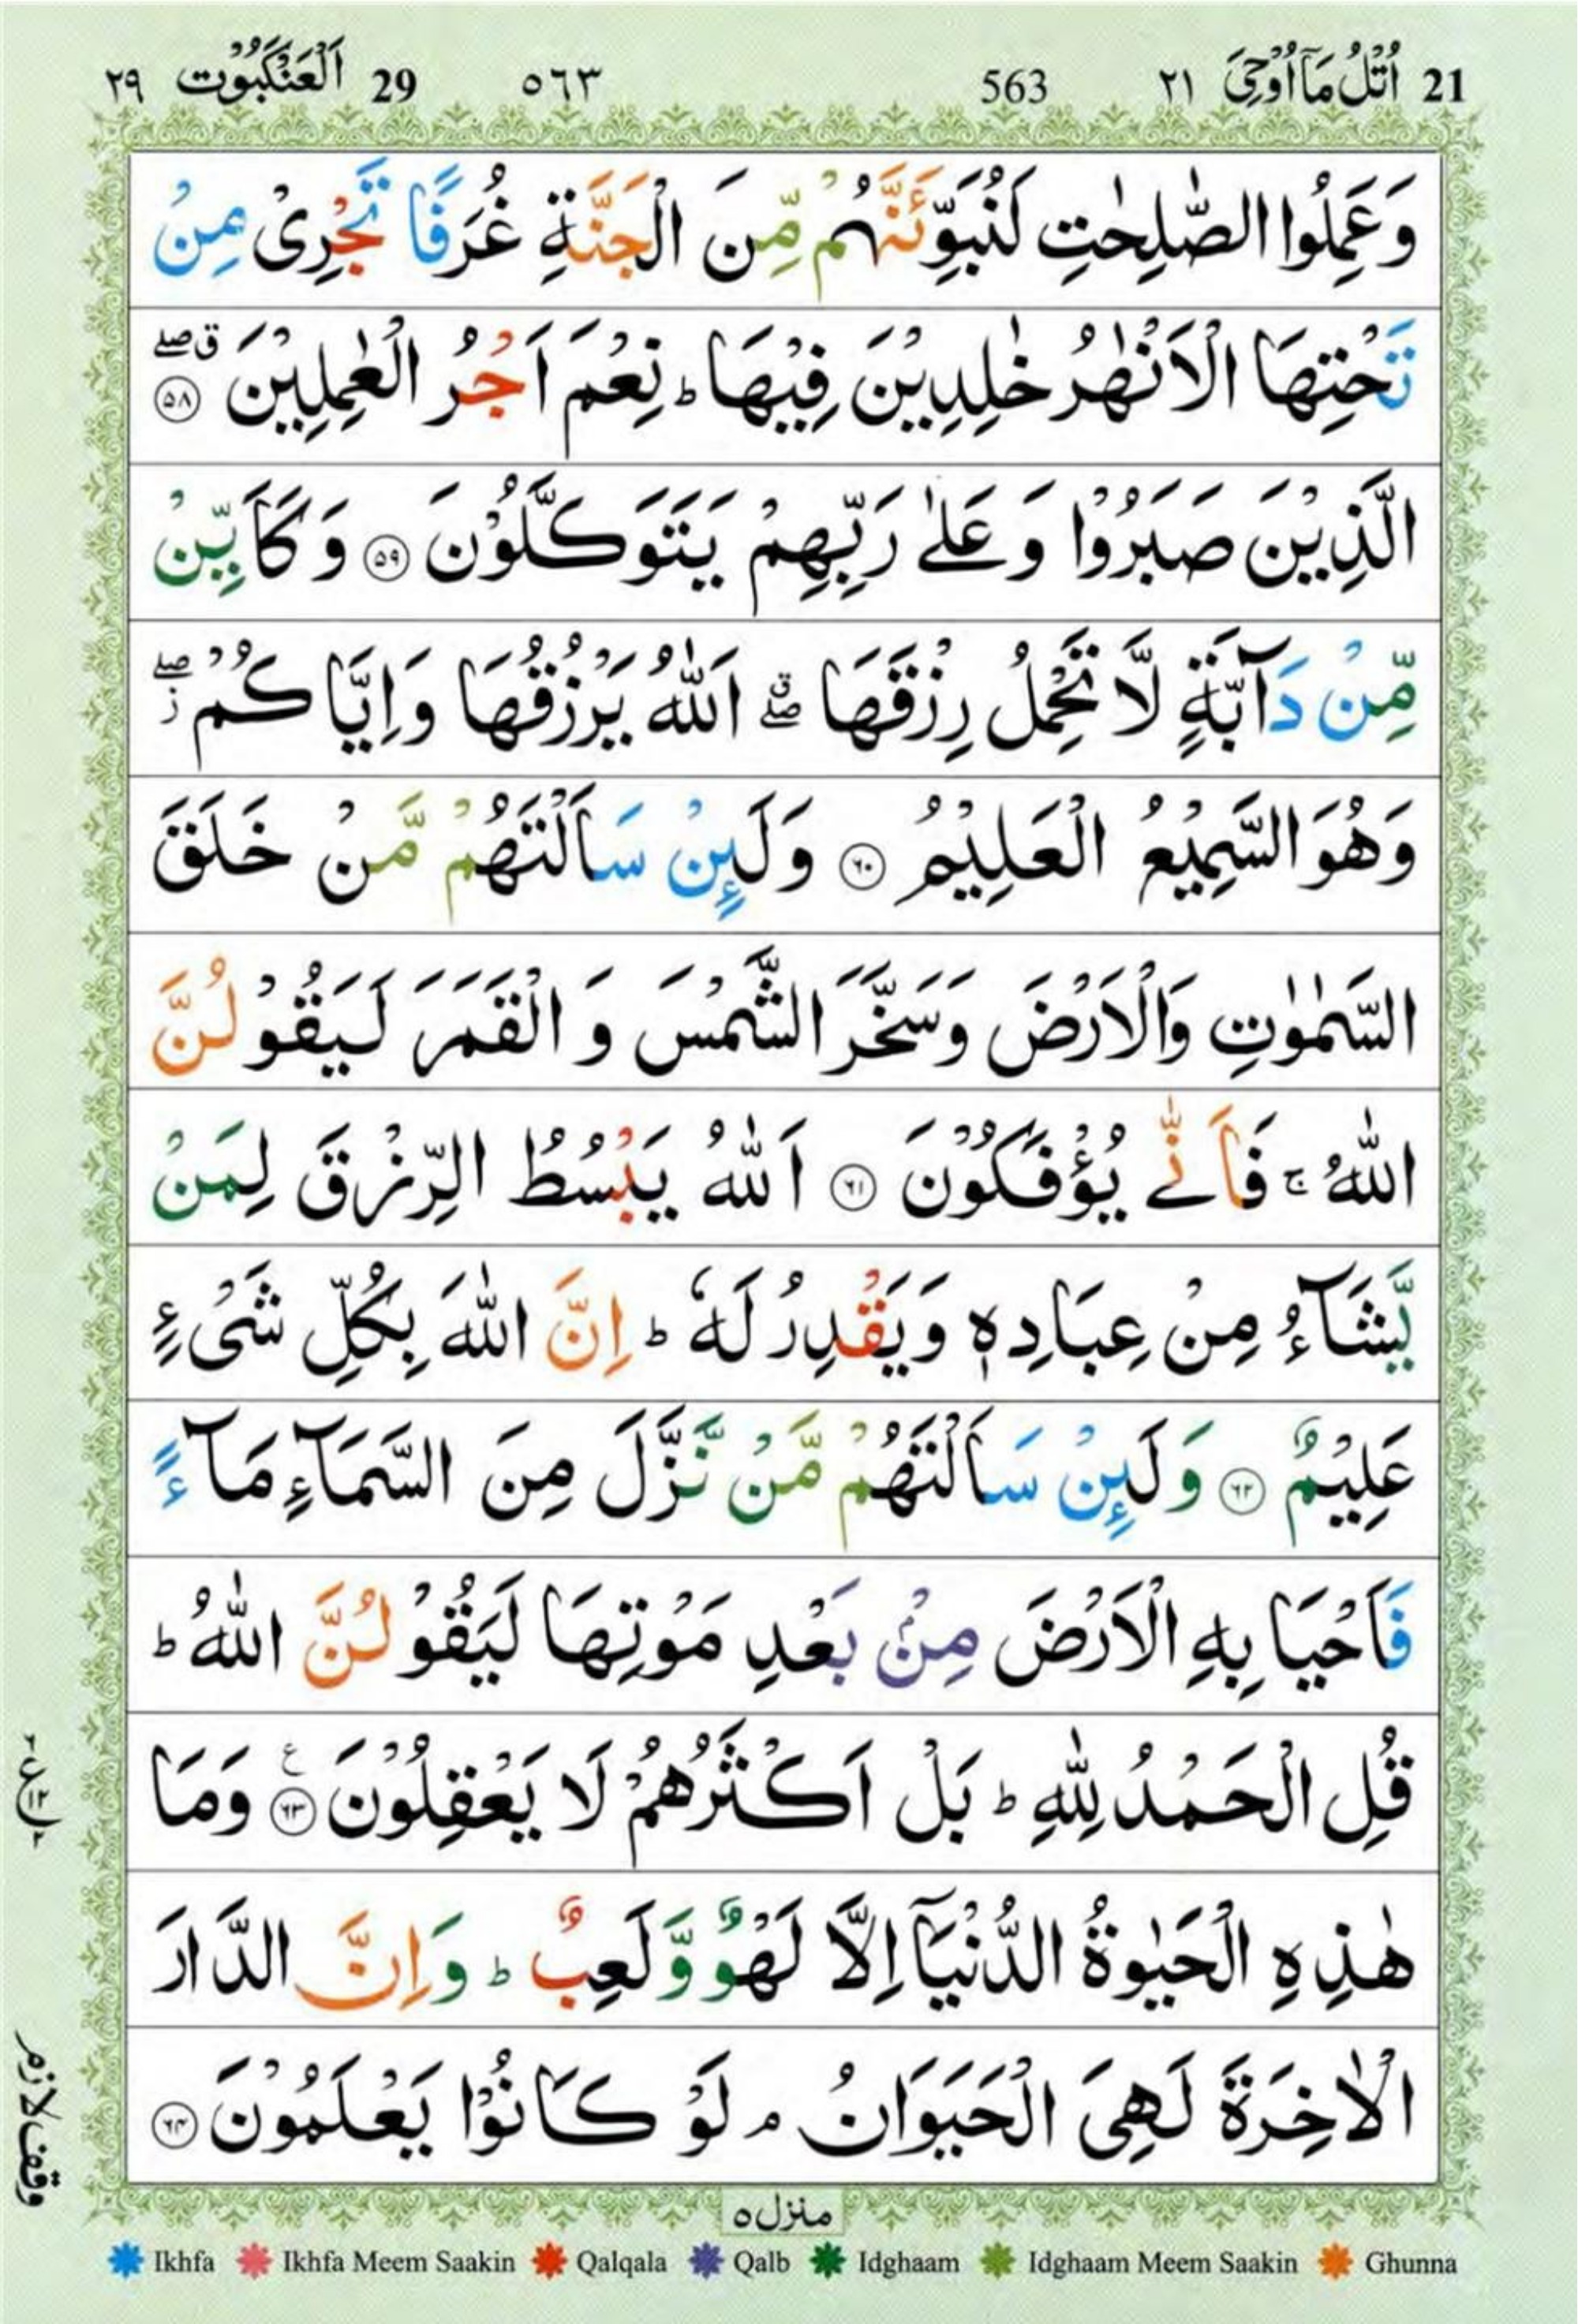 21 اُتْلُ مَاۤ اُوْحِیَ ٢١ 563 ٥٦٣ 29 اَلْعَنْكَبُوْت ٢٩
وَعَمِلُوا الصّٰلِحٰتِ لَنُبَوِّئَنَّهُمْ مِّنَ الْجَنَّةِ غُرَفًا تَجْرِیْ مِنْ
تَحْتِهَا الْاَنْهٰرُ خٰلِدِیْنَ فِیْهَا ؕ نِعْمَ اَجْرُ الْعٰمِلِیْنَ ۝٥٨ ق صلے
الَّذِیْنَ صَبَرُوْا وَعَلٰی رَبِّهِمْ یَتَوَكَّلُوْنَ ۝٥٩ وَكَاَیِّنْ
مِّنْ دَآبَّةٍ لَّا تَحْمِلُ رِزْقَهَا ق صلے اَللّٰهُ یَرْزُقُهَا وَاِیَّاكُمْ ز صلے
وَهُوَ السَّمِیْعُ الْعَلِیْمُ ۝٦٠ وَلَىِٕنْ سَاَلْتَهُمْ مَّنْ خَلَقَ
السَّمٰوٰتِ وَالْاَرْضَ وَسَخَّرَ الشَّمْسَ وَ الْقَمَرَ لَیَقُوْلُنَّ
اللّٰهُ ۚ فَاَنّٰی یُؤْفَكُوْنَ ۝٦١ اَللّٰهُ یَبْسُطُ الرِّزْقَ لِمَنْ
یَّشَآءُ مِنْ عِبَادِهٖ وَیَقْدِرُ لَهٗ ؕ اِنَّ اللّٰهَ بِكُلِّ شَیْءٍ
عَلِیْمٌ ۝٦٢ وَلَىِٕنْ سَاَلْتَهُمْ مَّنْ نَّزَّلَ مِنَ السَّمَآءِ مَآءً
فَاَحْیَا بِهِ الْاَرْضَ مِنْۢ بَعْدِ مَوْتِهَا لَیَقُوْلُنَّ اللّٰهُ ؕ
قُلِ الْحَمْدُ لِلّٰهِ ؕ بَلْ اَكْثَرُهُمْ لَا یَعْقِلُوْنَ ۝٦٣ ع وَمَا
هٰذِهِ الْحَیٰوةُ الدُّنْیَاۤ اِلَّا لَهْوٌ وَّلَعِبٌ ؕ وَاِنَّ الدَّارَ
الْاٰخِرَةَ لَهِیَ الْحَیَوَانُ ۘ لَوْ كَانُوْا یَعْلَمُوْنَ ۝٦٤
وقف لازم
منزل ٥
Ikhfa Ikhfa Meem Saakin Qalqala Qalb Idghaam Idghaam Meem Saakin Ghunna